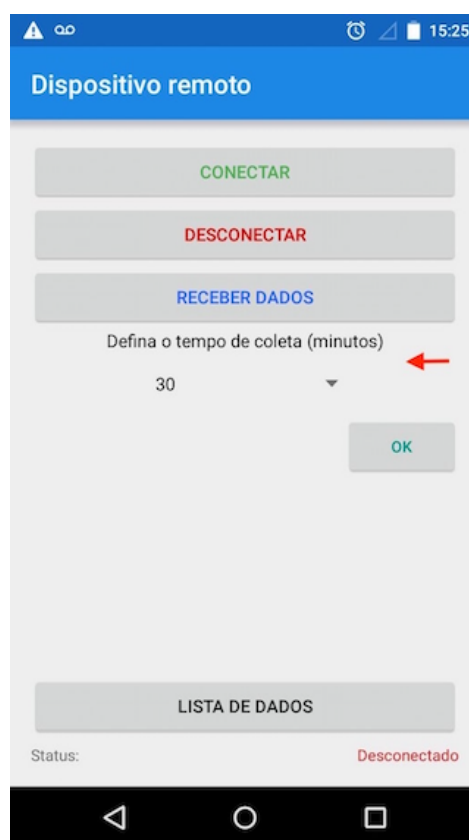 15:25
Dispositivo remoto
CONECTAR
DESCONECTAR
RECEBER DADOS
Defina o tempo de coleta (minutos)
30
OK
LISTA DE DADOS
Status: Desconectado